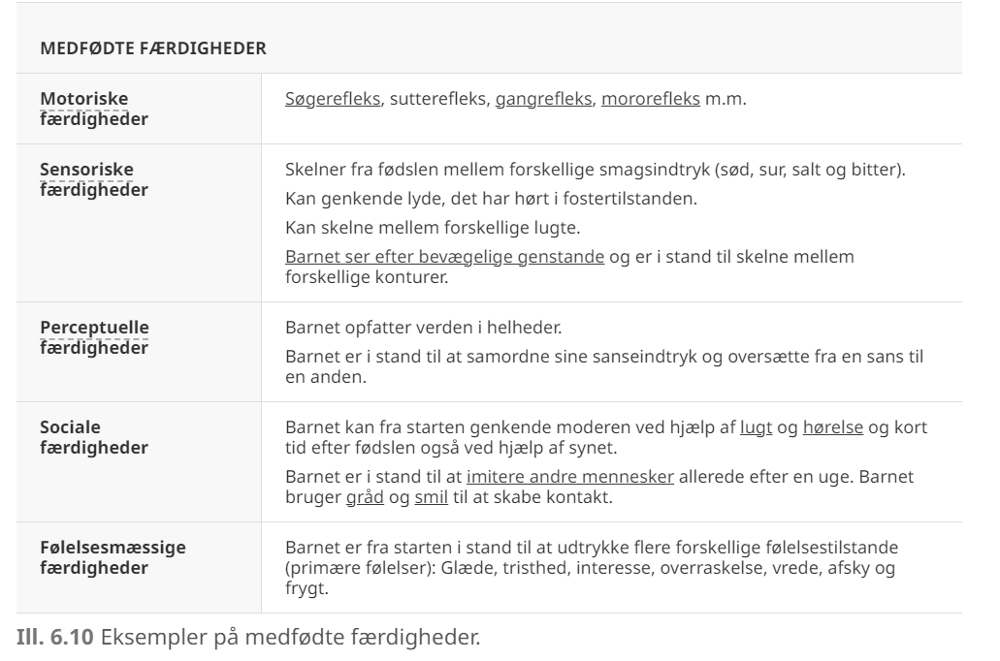 MEDFØDTE FÆRDIGHEDER
Motoriske
færdigheder
Søgerefleks, sutterefleks, gangrefleks, mororefleks m.m.
Sensoriske
færdigheder
Skelner fra fødslen mellem forskellige smagsindtryk (sød, sur, salt og bitter).
Kan genkende lyde, det har hørt i fostertilstanden.
Kan skelne mellem forskellige lugte.
Barnet ser efter bevægelige genstande og er i stand til skelne mellem
forskellige konturer.
Perceptuelle
færdigheder
Barnet opfatter verden i helheder.
Barnet er i stand til at samordne sine sanseindtryk og oversætte fra en sans til
en anden.
Sociale
færdigheder
Barnet kan fra starten genkende moderen ved hjælp af lugt og hørelse og kort
tid efter fødslen også ved hjælp af synet.
Barnet er i stand til at imitere andre mennesker allerede efter en uge. Barnet
bruger gråd og smil til at skabe kontakt.
Følelsesmæssige
færdigheder
Barnet er fra starten i stand til at udtrykke flere forskellige følelsestilstande
(primære følelser): Glæde, tristhed, interesse, overraskelse, vrede, afsky og
frygt.
Ill. 6.10 Eksempler på medfødte færdigheder.